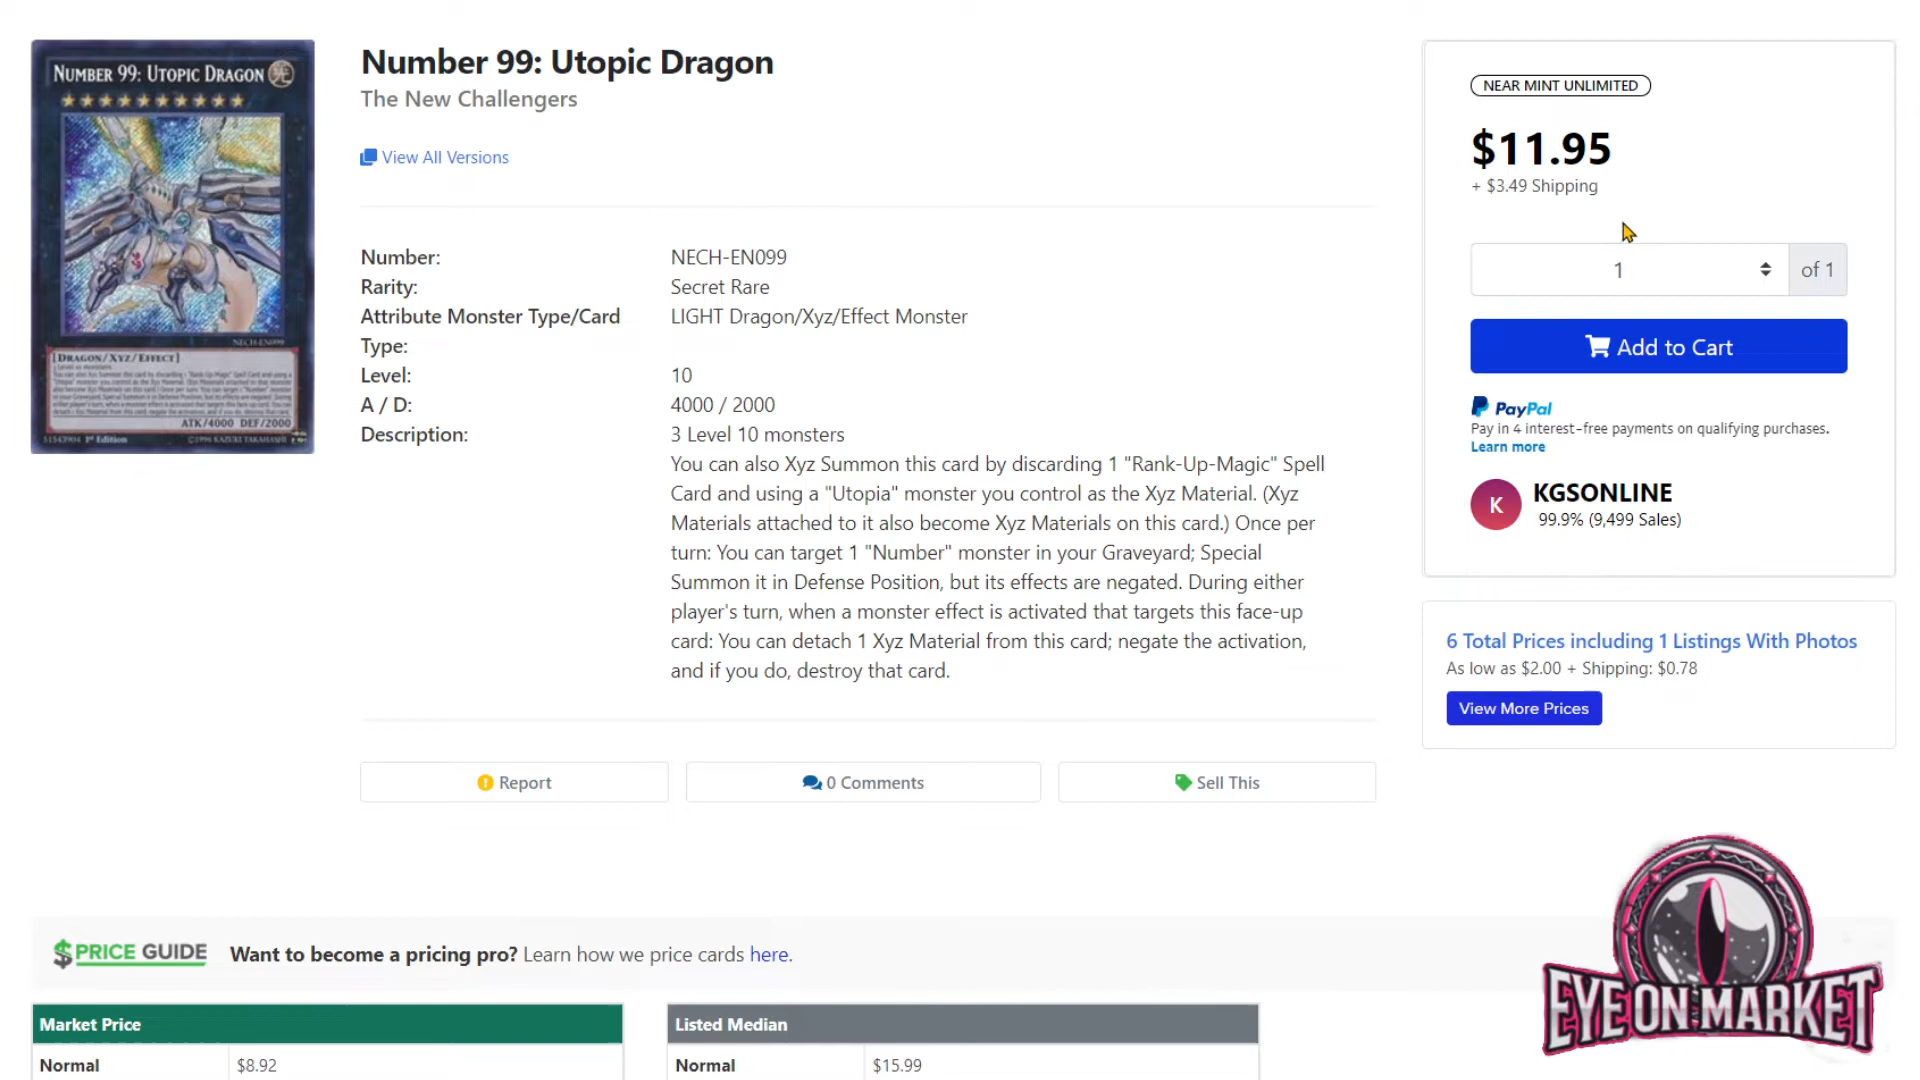 NUMBER 99: UTOPIC DRAGON
NECH-EN099
[DRAGON/XYZ/EFFECT]
ATK/4000 DEF/2000
1st Edition
©1996 KAZUKI TAKAHASHI
Number 99: Utopic Dragon
The New Challengers
View All Versions
Number: NECH-EN099
Rarity: Secret Rare
Attribute Monster Type/Card LIGHT Dragon/Xyz/Effect Monster
Type:
Level: 10
A / D: 4000 / 2000
Description: 3 Level 10 monsters
You can also Xyz Summon this card by discarding 1 "Rank-Up-Magic" Spell
Card and using a "Utopia" monster you control as the Xyz Material. (Xyz
Materials attached to it also become Xyz Materials on this card.) Once per
turn: You can target 1 "Number" monster in your Graveyard; Special
Summon it in Defense Position, but its effects are negated. During either
player's turn, when a monster effect is activated that targets this face-up
card: You can detach 1 Xyz Material from this card; negate the activation,
and if you do, destroy that card.
Report
0 Comments
Sell This
NEAR MINT UNLIMITED
$11.95
+ $3.49 Shipping
1 of 1
Add to Cart
PayPal
Pay in 4 interest-free payments on qualifying purchases.
Learn more
K
KGSONLINE
99.9% (9,499 Sales)
6 Total Prices including 1 Listings With Photos
As low as $2.00 + Shipping: $0.78
View More Prices
$PRICE GUIDE
Want to become a pricing pro? Learn how we price cards here.
Market Price
Normal $8.92
Listed Median
Normal $15.99
EYE ON MARKET